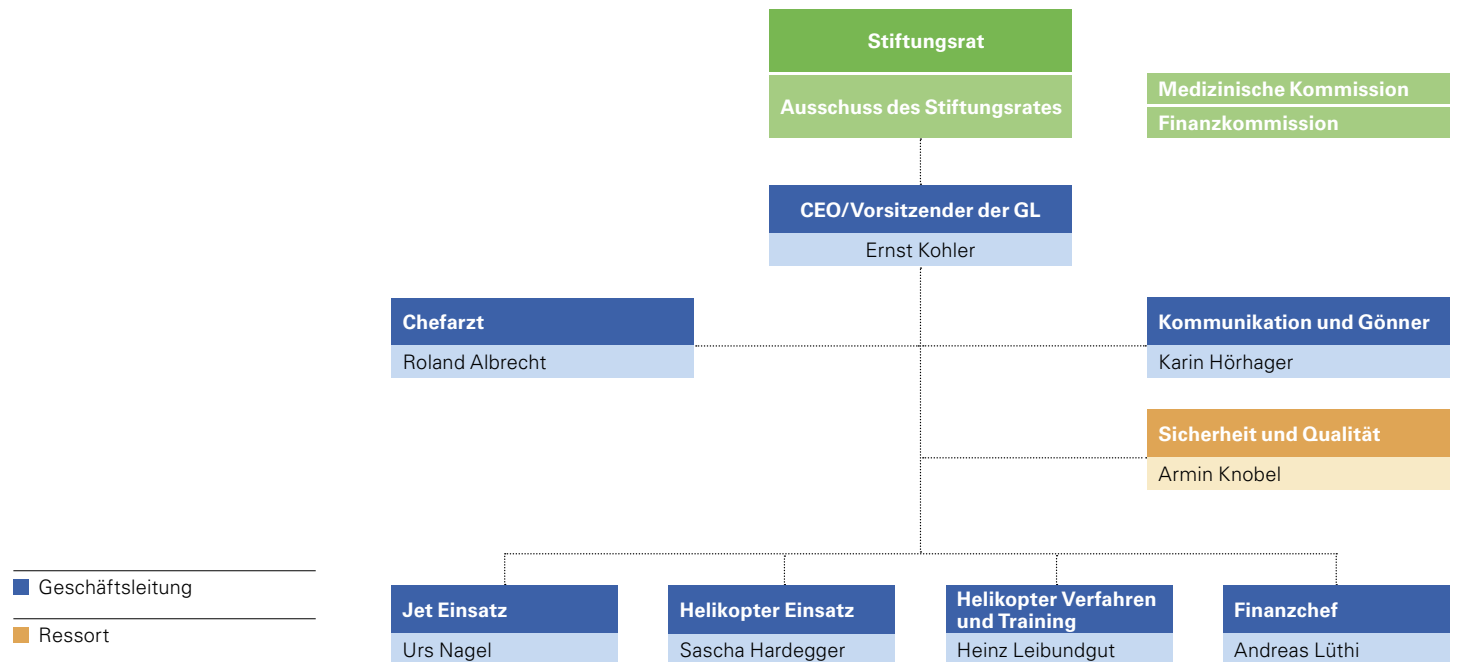 Stiftungsrat
Ausschuss des Stiftungsrates
Medizinische Kommission
Finanzkommission
CEO/Vorsitzender der GL
Ernst Kohler
Chefarzt
Roland Albrecht
Kommunikation und Gönner
Karin Hörhager
Sicherheit und Qualität
Armin Knobel
Geschäftsleitung
Ressort
Jet Einsatz
Urs Nagel
Helikopter Einsatz
Sascha Hardegger
Helikopter Verfahren
und Training
Heinz Leibundgut
Finanzchef
Andreas Lüthi